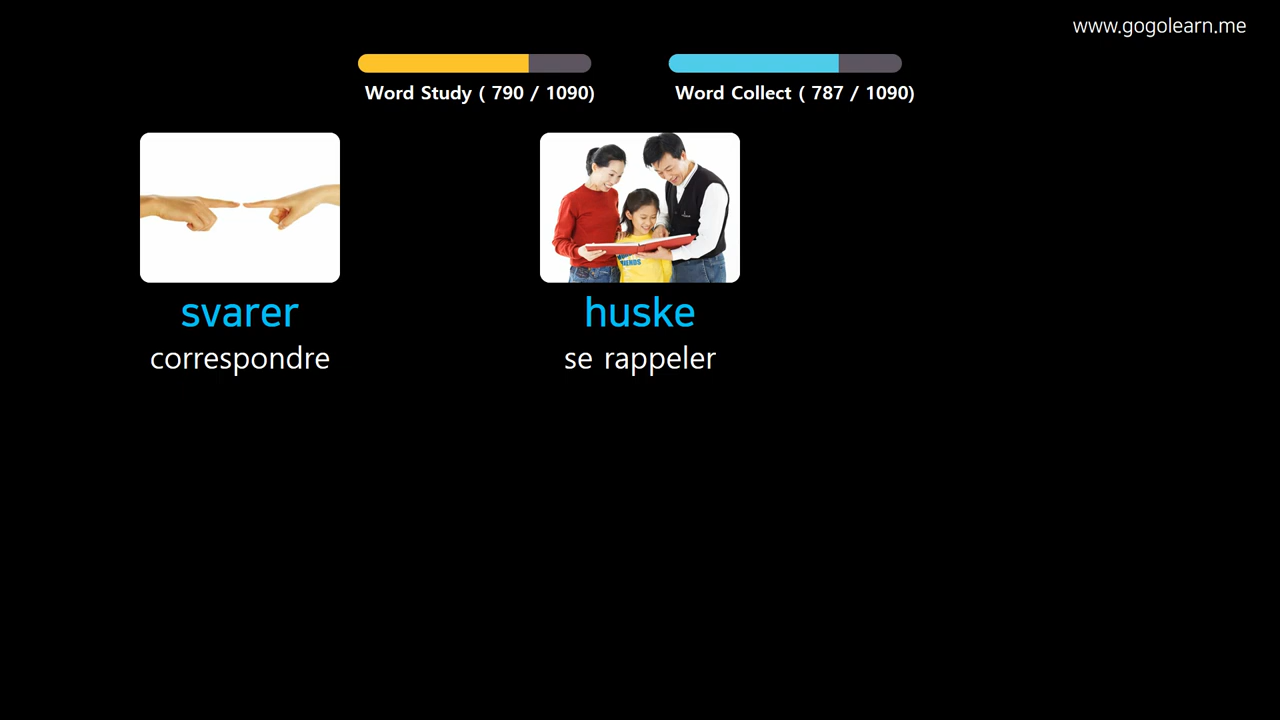 www.gogolearn.me
Word Study ( 790 / 1090)
Word Collect ( 787 / 1090)
svarer
correspondre
huske
se rappeler